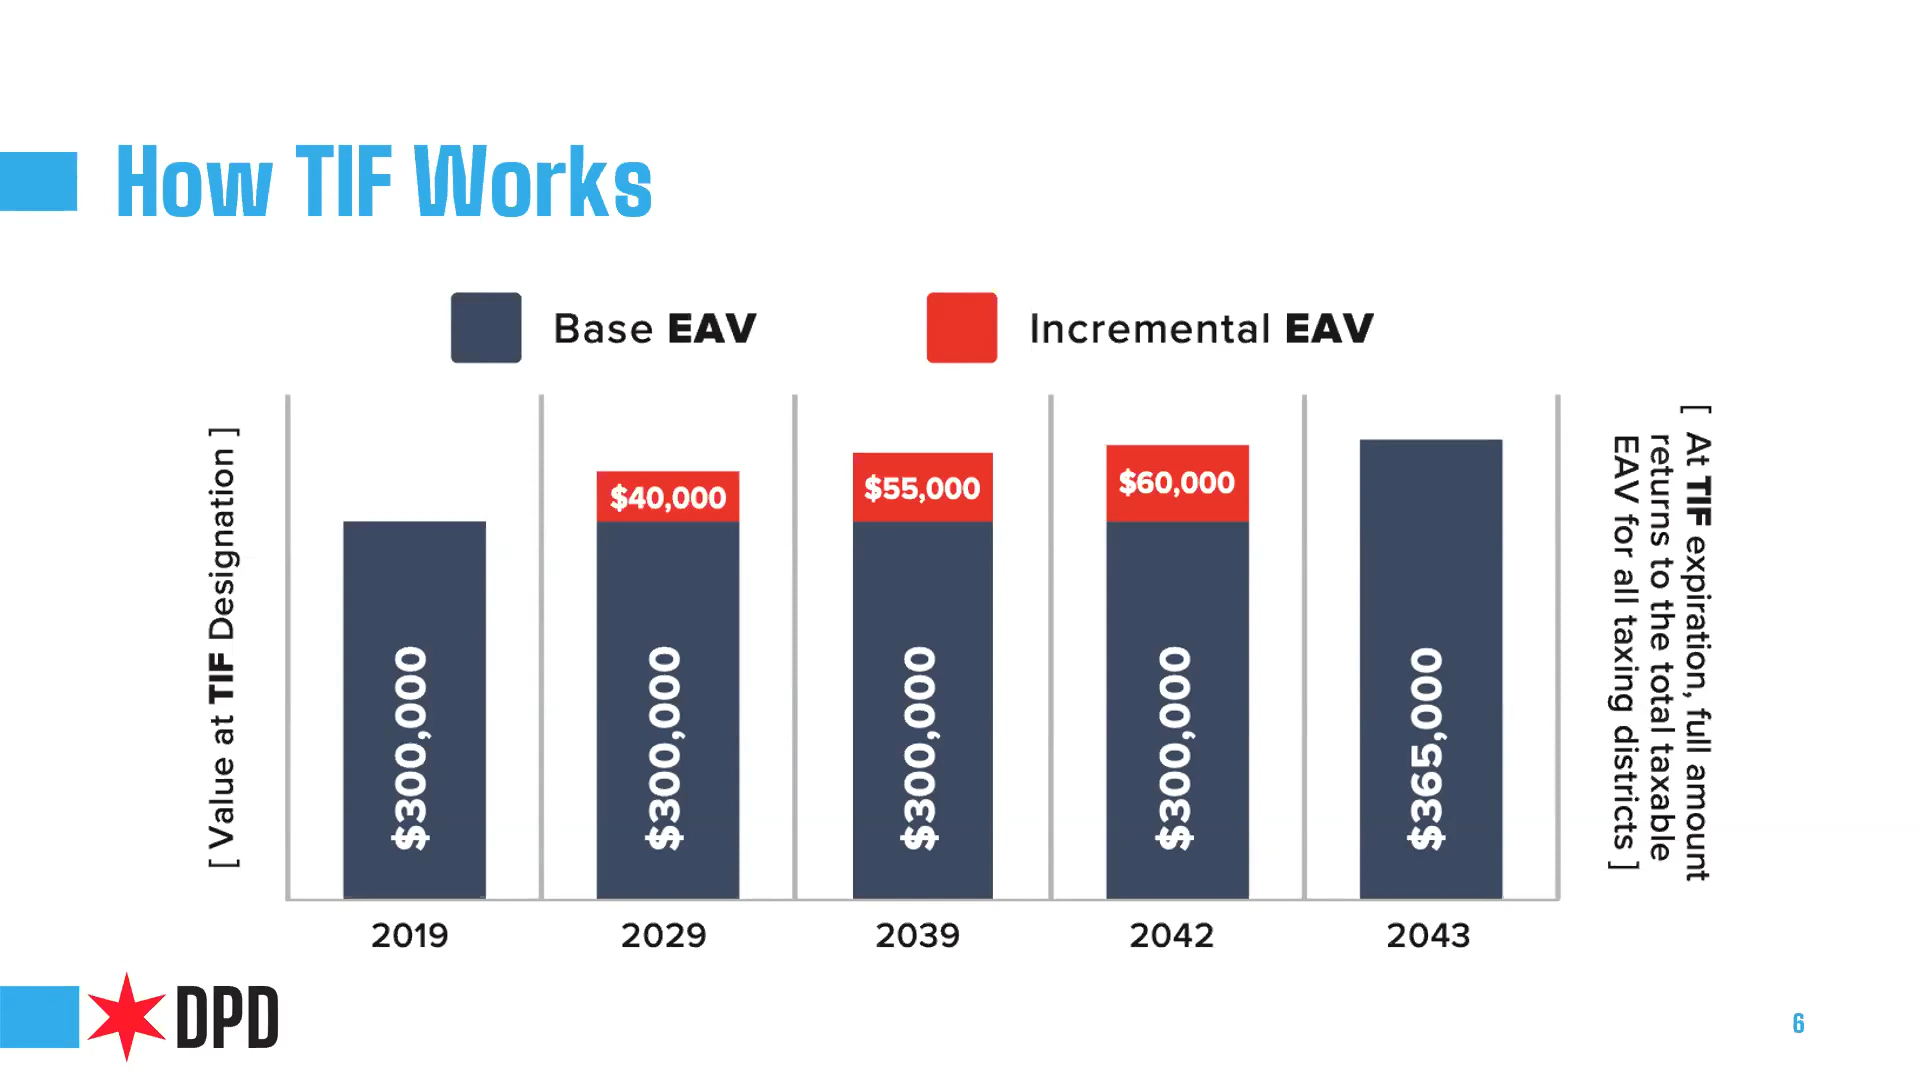 How TIF Works
Base EAV
Incremental EAV
[ Value at TIF Designation ]
$300,000
$40,000
$300,000
$55,000
$300,000
$60,000
$300,000
$365,000
[ At TIF expiration, full amount
returns to the total taxable
EAV for all taxing districts ]
2019
2029
2039
2042
2043
DPD
6